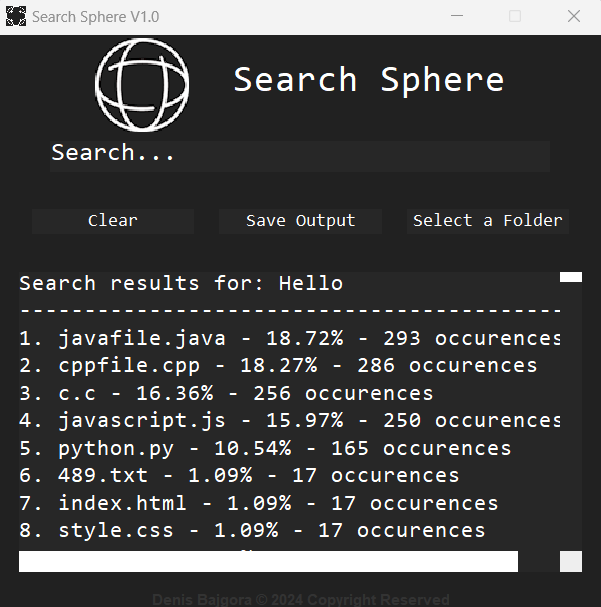 Search Sphere V1.0
Search Sphere
Search...
Clear
Save Output
Select a Folder
Search results for: Hello
------------------------------------------
1. javafile.java - 18.72% - 293 occurences
2. cppfile.cpp - 18.27% - 286 occurences
3. c.c - 16.36% - 256 occurences
4. javascript.js - 15.97% - 250 occurences
5. python.py - 10.54% - 165 occurences
6. 489.txt - 1.09% - 17 occurences
7. index.html - 1.09% - 17 occurences
8. style.css - 1.09% - 17 occurences
Denis Baigora © 2024 Copyright Reserved